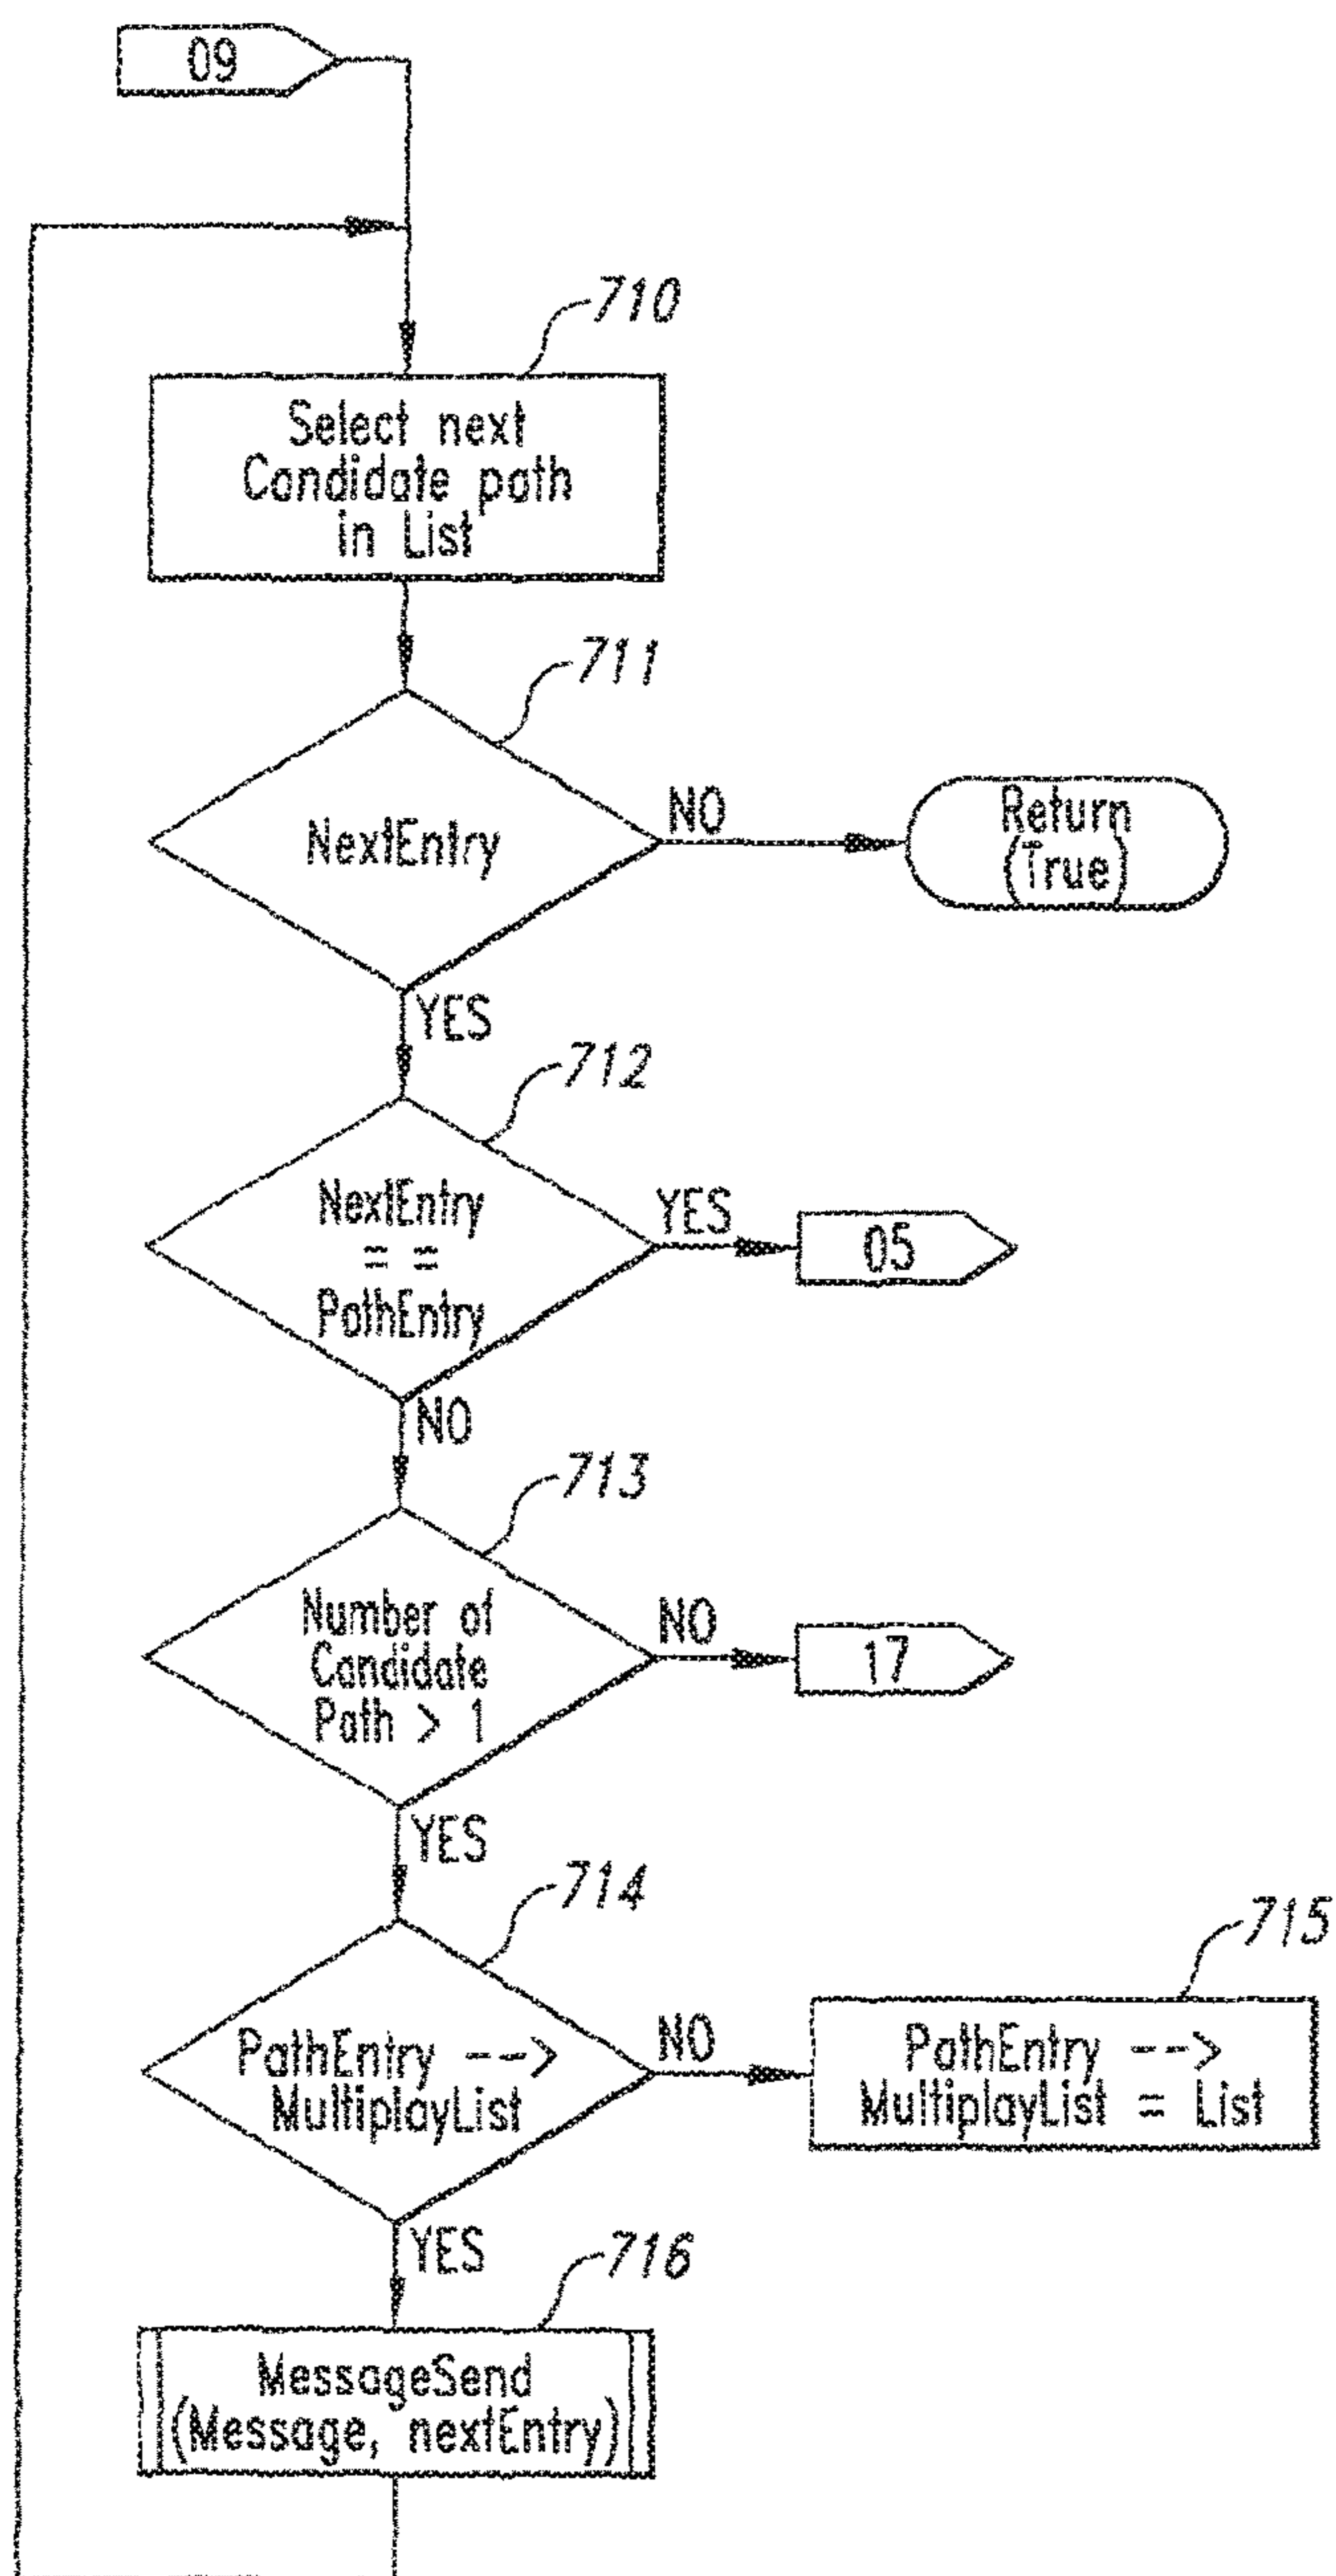 09
710
Select next
Candidate path
in List
711
NextEntry
NO
Return
(True)
YES
712
NextEntry
= =
PathEntry
YES
05
NO
713
Number of
Candidate
Path > 1
NO
17
YES
714
PathEntry -->
MultiplayList
NO
715
PathEntry -->
MultiplayList = List
YES
716
MessageSend
(Message, nextEntry)